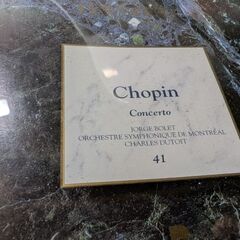 Chopin
Concerto
JORGE BOLET
ORCHESTRE SYMPHONIQUE DE MONTRÉAL
CHARLES DUTOIT
41